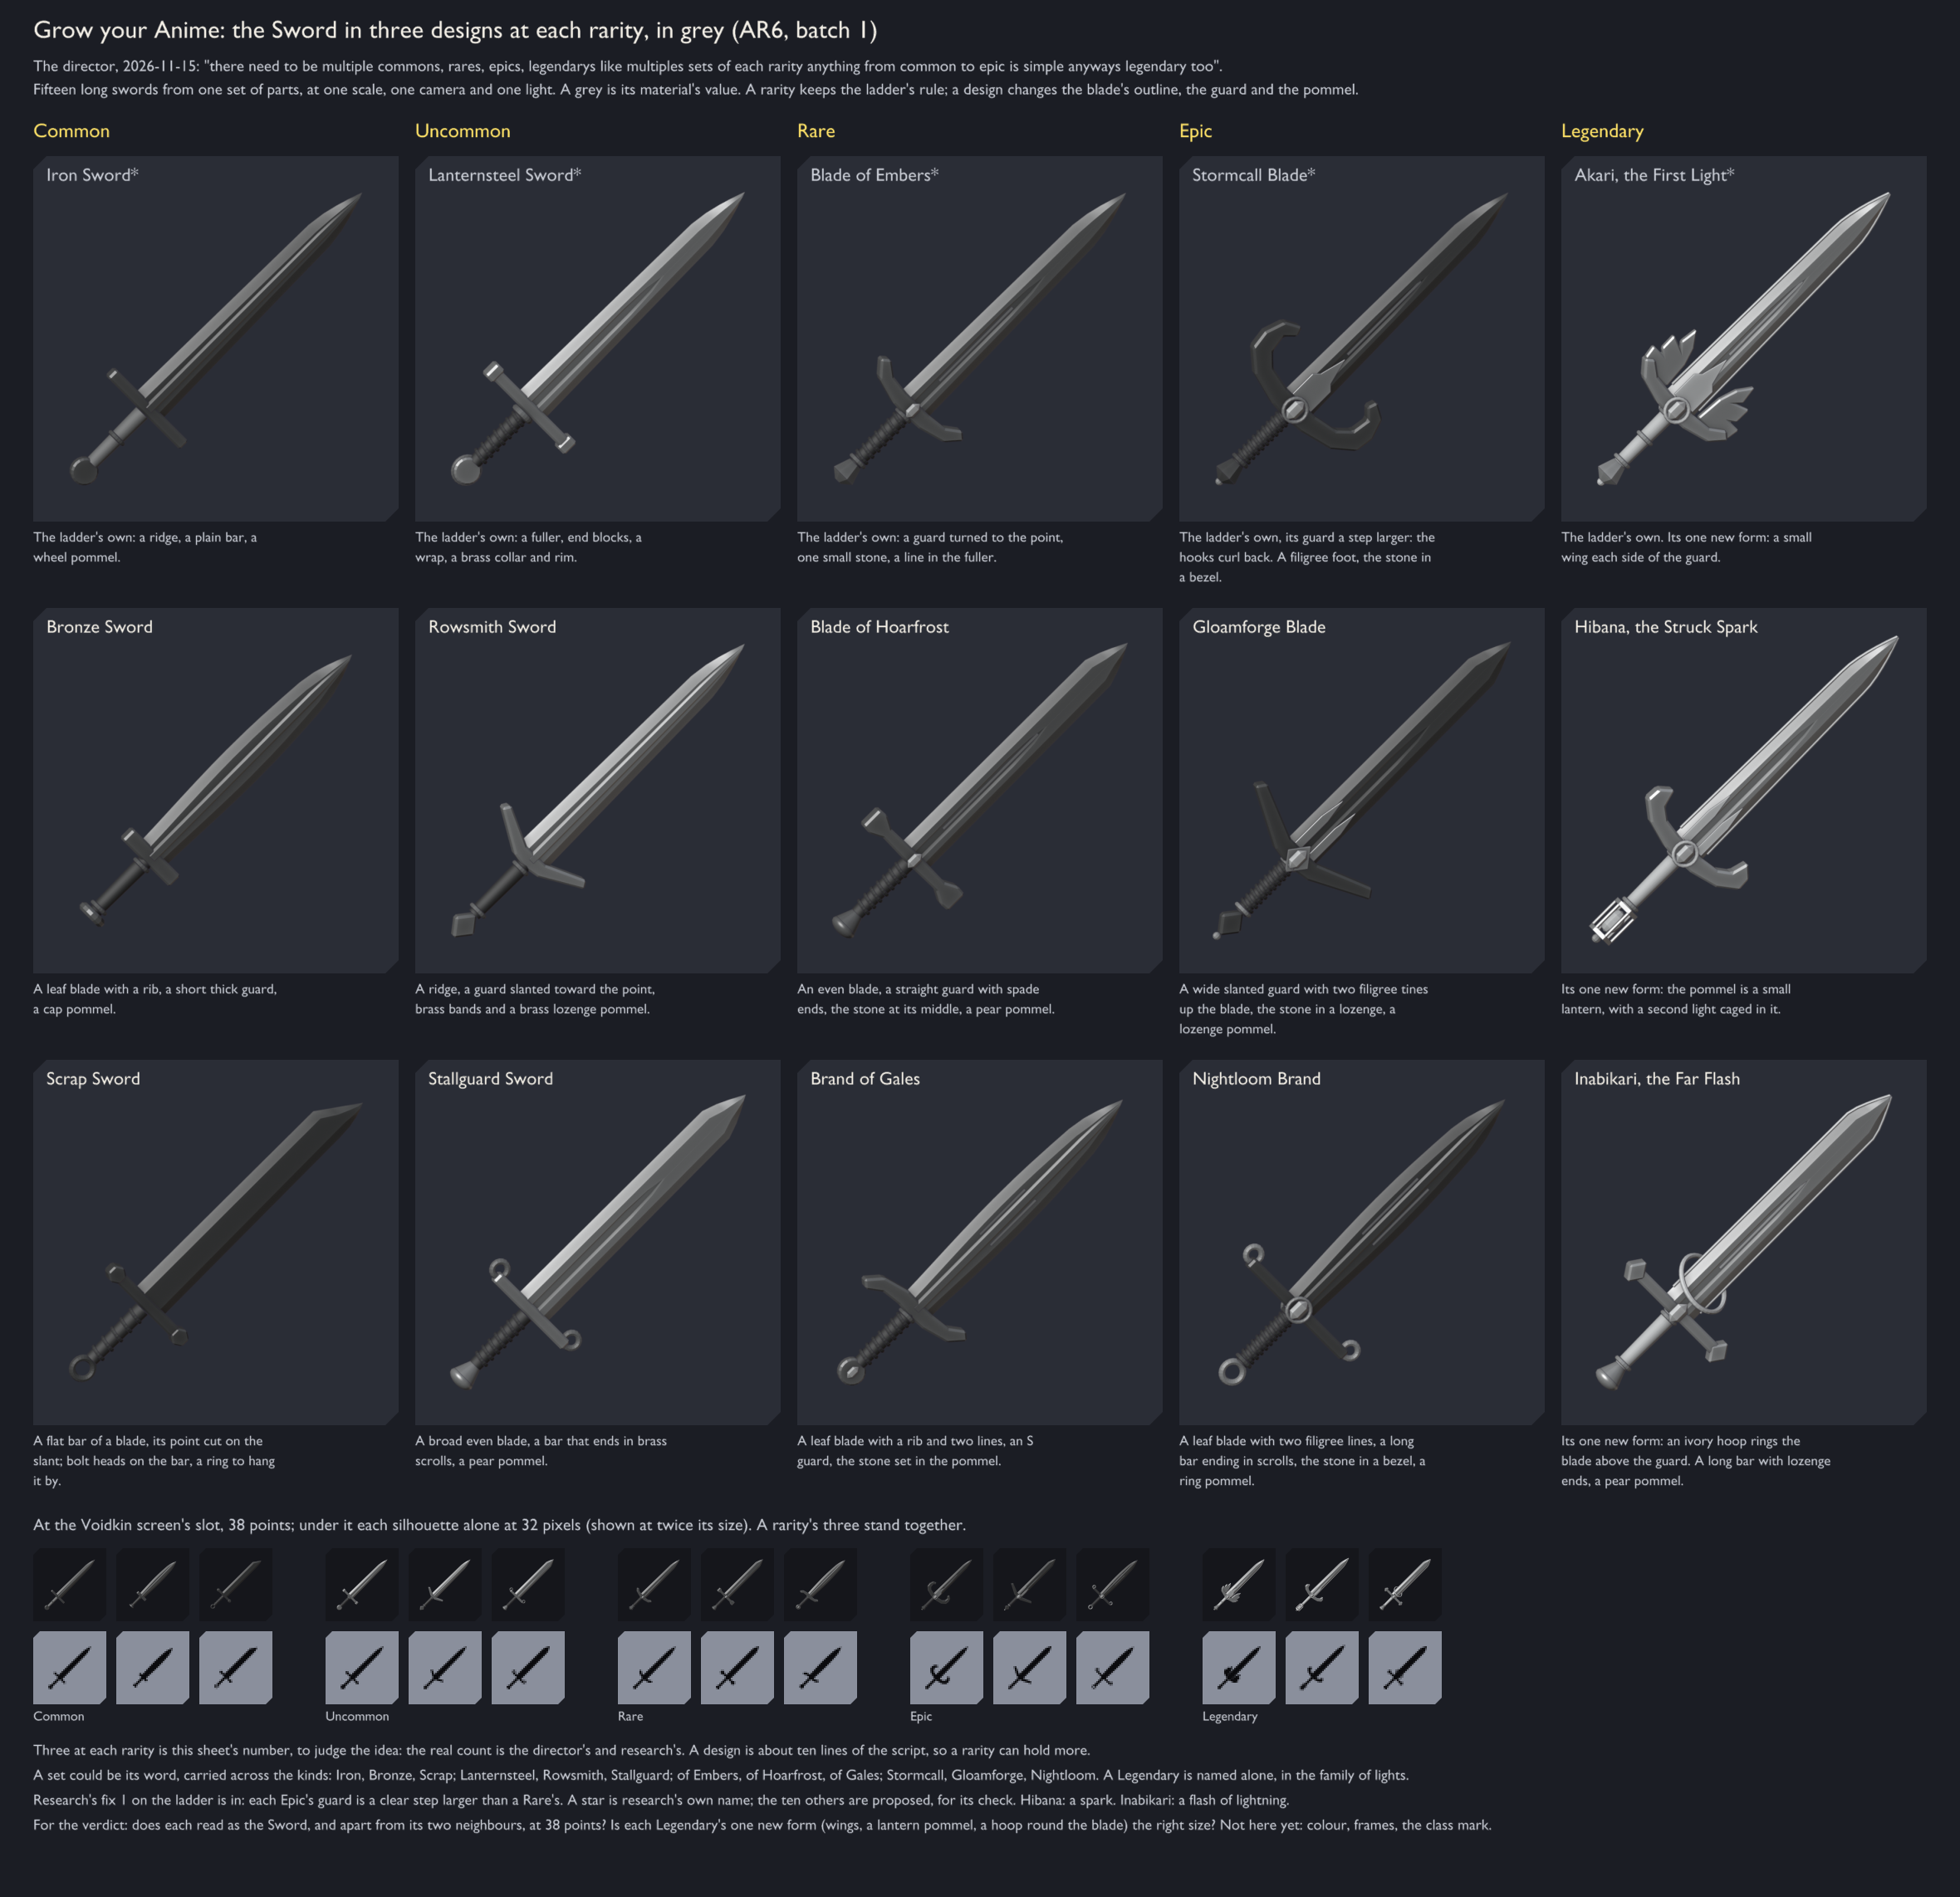 Grow your Anime: the Sword in three designs at each rarity, in grey (AR6, batch 1)
The director, 2026-11-15: "there need to be multiple commons, rares, epics, legendarys like multiples sets of each rarity anything from common to epic is simple anyways legendary too".
Fifteen long swords from one set of parts, at one scale, one camera and one light. A grey is its material's value. A rarity keeps the ladder's rule; a design changes the blade's outline, the guard and the pommel.
Common
Uncommon
Rare
Epic
Legendary
Iron Sword*
Lanternsteel Sword*
Blade of Embers*
Stormcall Blade*
Akari, the First Light*
The ladder's own: a ridge, a plain bar, a
wheel pommel.
The ladder's own: a fuller, end blocks, a
wrap, a brass collar and rim.
The ladder's own: a guard turned to the point,
one small stone, a line in the fuller.
The ladder's own, its guard a step larger: the
hooks curl back. A filigree foot, the stone in
a bezel.
The ladder's own. Its one new form: a small
wing each side of the guard.
Bronze Sword
Rowsmith Sword
Blade of Hoarfrost
Gloamforge Blade
Hibana, the Struck Spark
A leaf blade with a rib, a short thick guard,
a cap pommel.
A ridge, a guard slanted toward the point,
brass bands and a brass lozenge pommel.
An even blade, a straight guard with spade
ends, the stone at its middle, a pear pommel.
A wide slanted guard with two filigree tines
up the blade, the stone in a lozenge, a
lozenge pommel.
Its one new form: the pommel is a small
lantern, with a second light caged in it.
Scrap Sword
Stallguard Sword
Brand of Gales
Nightloom Brand
Inabikari, the Far Flash
A flat bar of a blade, its point cut on the
slant; bolt heads on the bar, a ring to hang
it by.
A broad even blade, a bar that ends in brass
scrolls, a pear pommel.
A leaf blade with a rib and two lines, an S
guard, the stone set in the pommel.
A leaf blade with two filigree lines, a long
bar ending in scrolls, the stone in a bezel, a
ring pommel.
Its one new form: an ivory hoop rings the
blade above the guard. A long bar with lozenge
ends, a pear pommel.
At the Voidkin screen's slot, 38 points; under it each silhouette alone at 32 pixels (shown at twice its size). A rarity's three stand together.
Common
Uncommon
Rare
Epic
Legendary
Three at each rarity is this sheet's number, to judge the idea: the real count is the director's and research's. A design is about ten lines of the script, so a rarity can hold more.
A set could be its word, carried across the kinds: Iron, Bronze, Scrap; Lanternsteel, Rowsmith, Stallguard; of Embers, of Hoarfrost, of Gales; Stormcall, Gloamforge, Nightloom. A Legendary is named alone, in the family of lights.
Research's fix 1 on the ladder is in: each Epic's guard is a clear step larger than a Rare's. A star is research's own name; the ten others are proposed, for its check. Hibana: a spark. Inabikari: a flash of lightning.
For the verdict: does each read as the Sword, and apart from its two neighbours, at 38 points? Is each Legendary's one new form (wings, a lantern pommel, a hoop round the blade) the right size? Not here yet: colour, frames, the class mark.